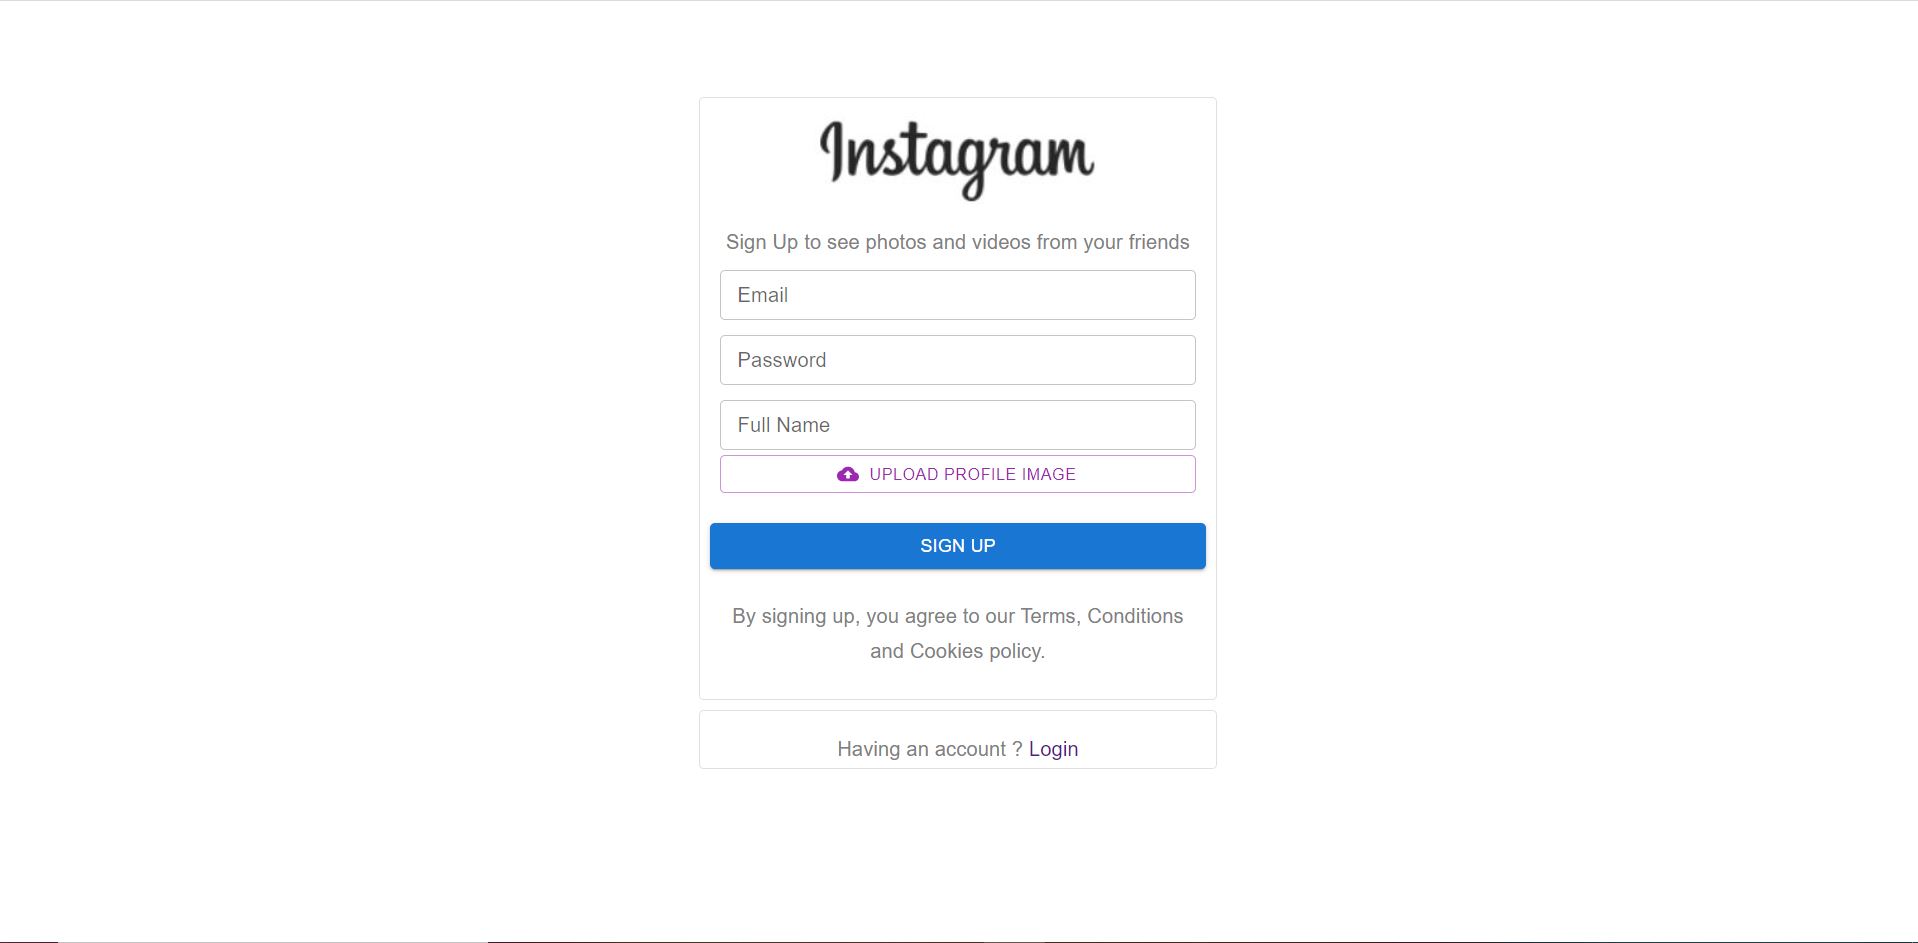 Instagram
Sign Up to see photos and videos from your friends
Email
Password
Full Name
UPLOAD PROFILE IMAGE
SIGN UP
By signing up, you agree to our Terms, Conditions
and Cookies policy.
Having an account ? Login